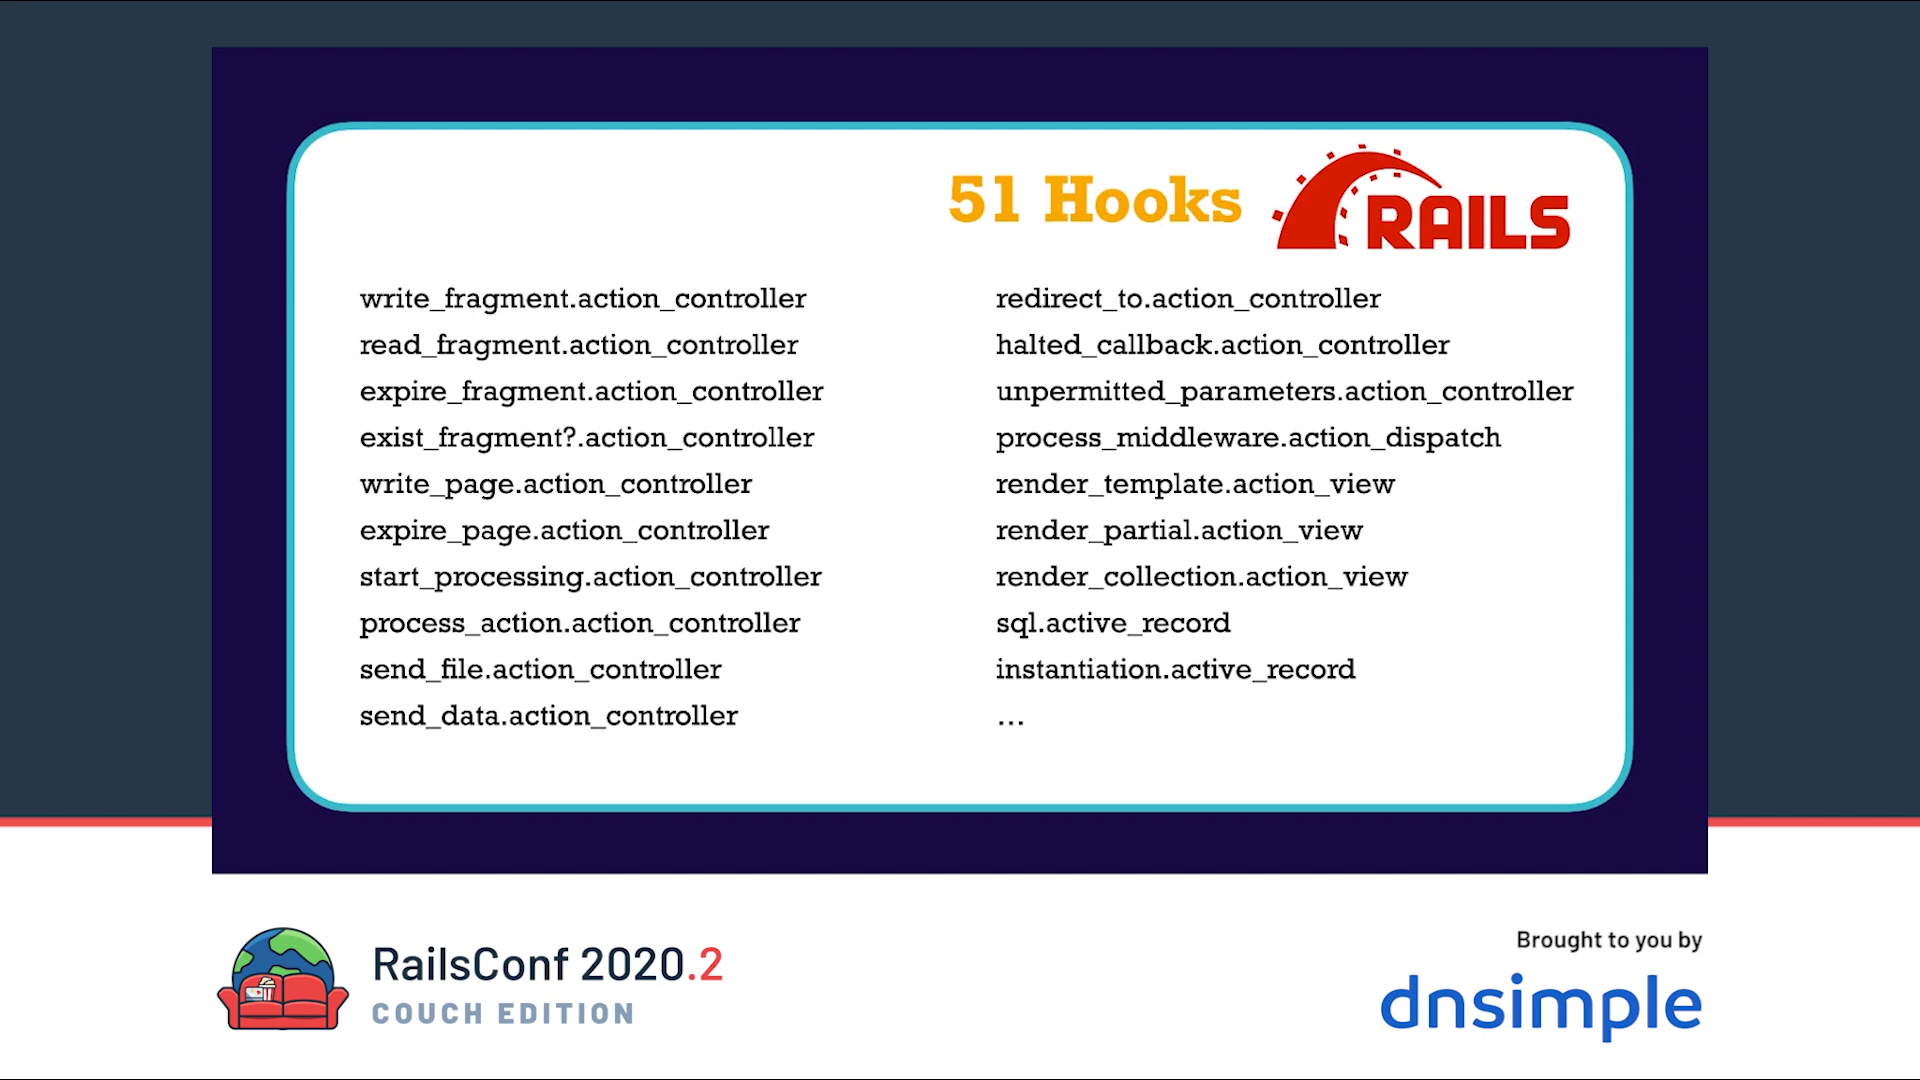 51 Hooks
RAILS
write_fragment.action_controller
read_fragment.action_controller
expire_fragment.action_controller
exist_fragment?.action_controller
write_page.action_controller
expire_page.action_controller
start_processing.action_controller
process_action.action_controller
send_file.action_controller
send_data.action_controller
redirect_to.action_controller
halted_callback.action_controller
unpermitted_parameters.action_controller
process_middleware.action_dispatch
render_template.action_view
render_partial.action_view
render_collection.action_view
sql.active_record
instantiation.active_record
...
RailsConf 2020.2
COUCH EDITION
Brought to you by
dnsimple